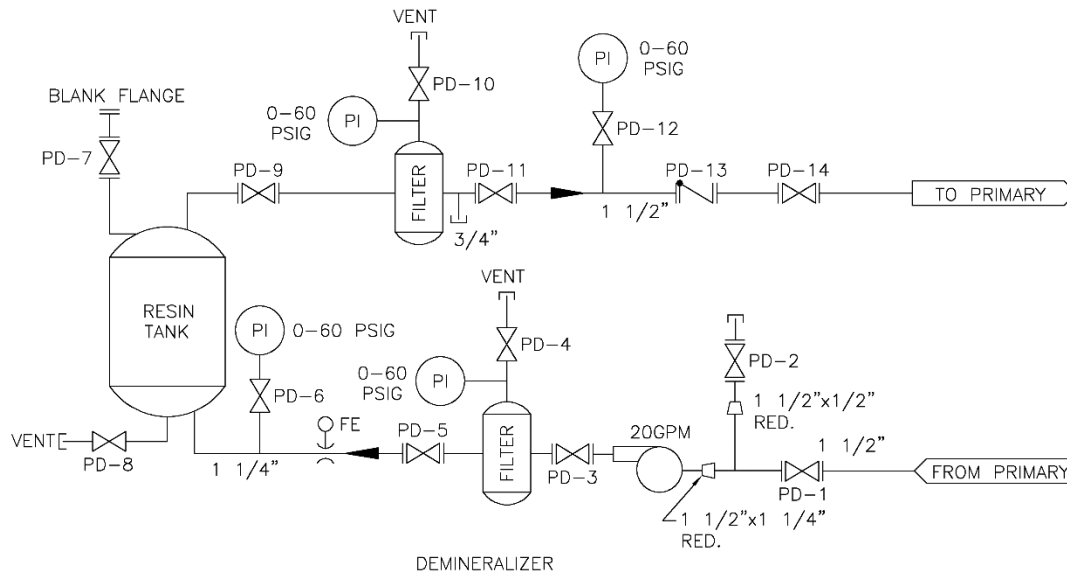 VENT
PD-10
0-60
PSIG
PI
0-60
PSIG
PI
PD-12
BLANK FLANGE
PD-7
PD-9
FILTER
PD-11
3/4"
1 1/2"
PD-13
PD-14
TO PRIMARY
RESIN
TANK
PI
0-60 PSIG
PD-6
VENT
PD-4
0-60
PSIG
PI
PD-2
1 1/2"x1/2"
RED.
VENT
PD-8
1 1/4"
FE
PD-5
FILTER
PD-3
20GPM
1 1/2"
PD-1
FROM PRIMARY
1 1/2"x1 1/4"
RED.
DEMINERALIZER